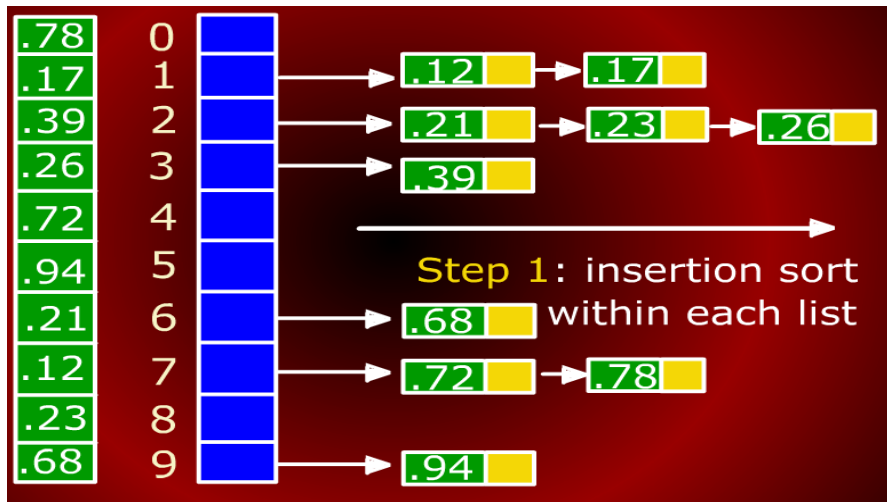 .78 0
.17 1 .12 .17
.39 2 .21 .23 .26
.26 3 .39
.72 4
.94 5 Step 1: insertion sort
.21 6 .68 within each list
.12 7 .72 .78
.23 8
.68 9 .94